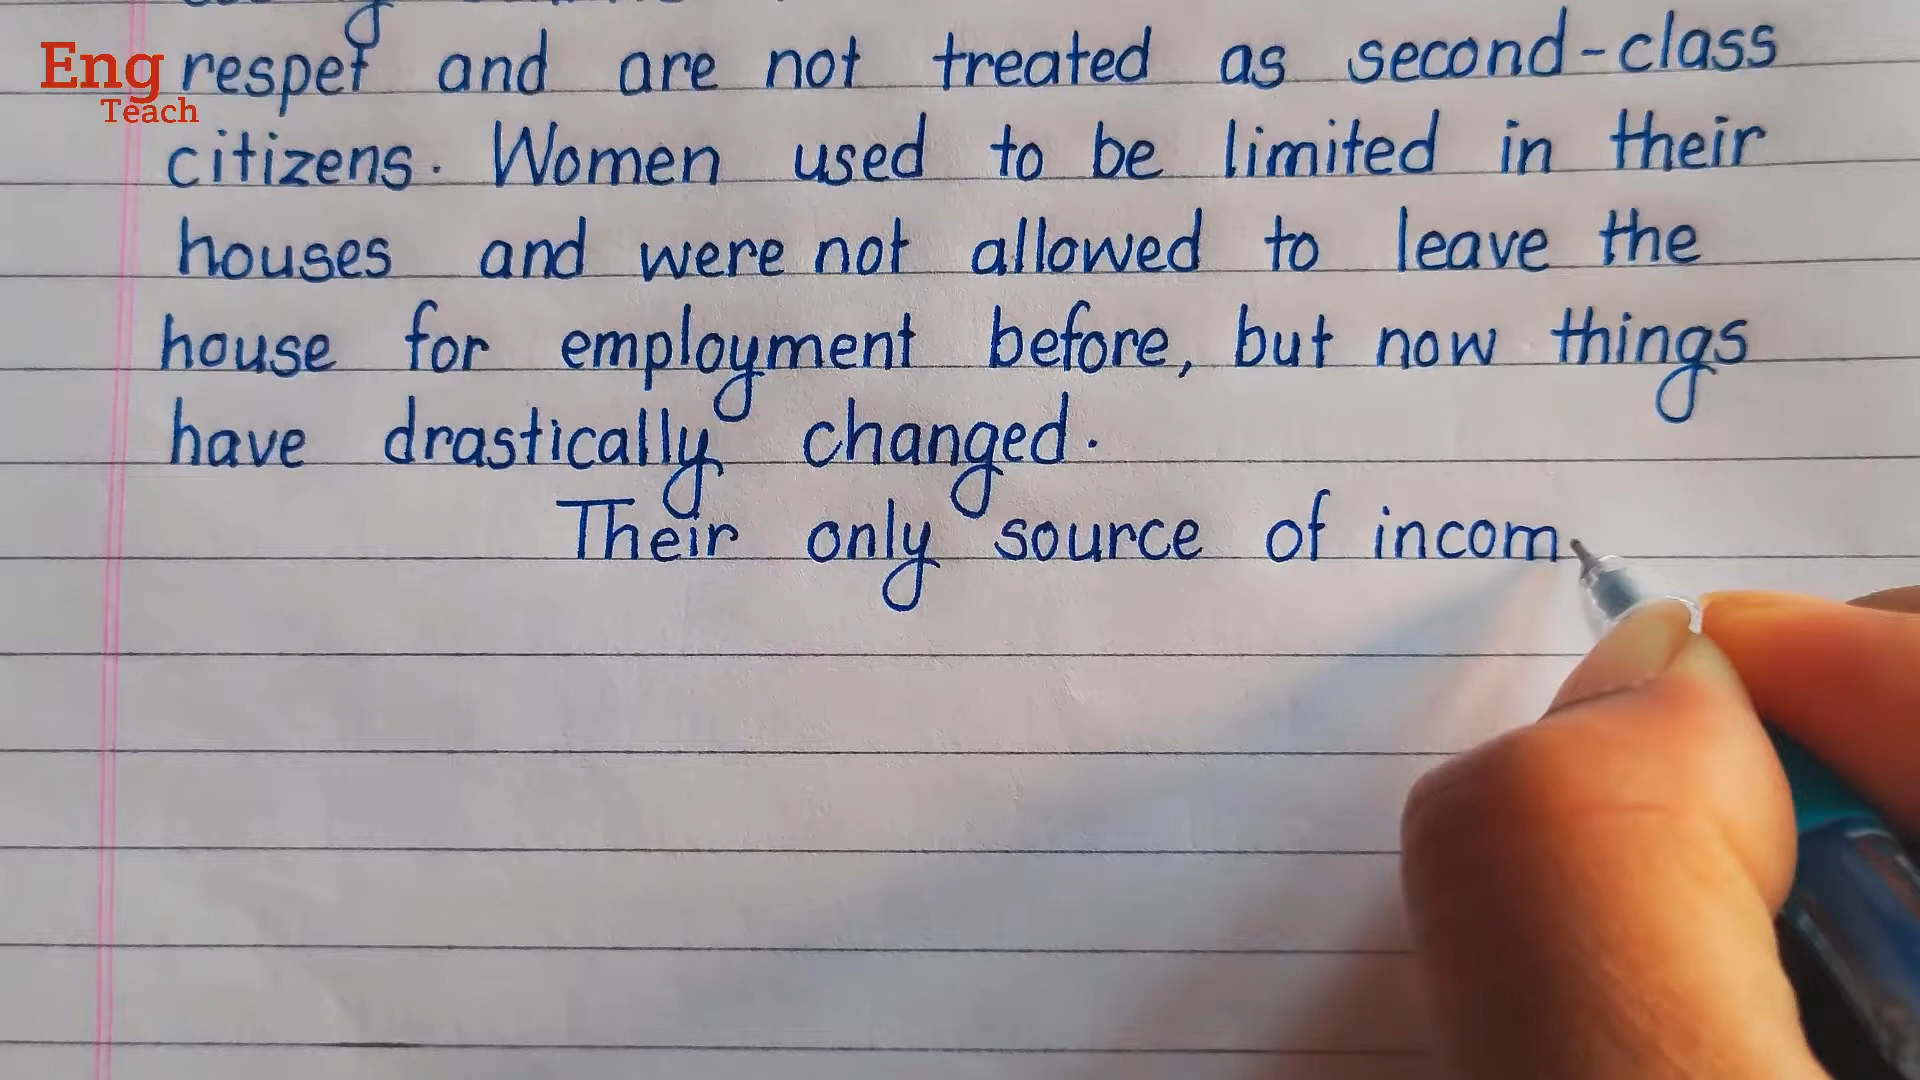 Eng
Teach
respet and are not treated as second-class
citizens. Women used to be limited in their
houses and were not allowed to leave the
house for employment before, but now things
have drastically changed.
Their only source of incom